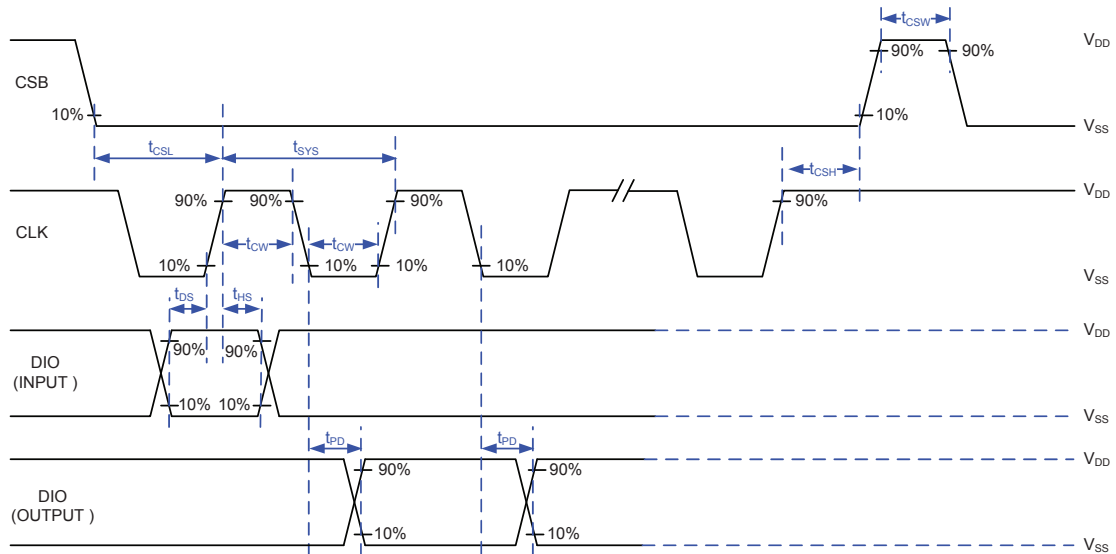 tCSW
VDD
90% 90%
CSB
10% 10%
VSS
tCSL tSYS
tCSH
VDD
90% 90% 90% 90%
CLK
tCW tCW
10% 10% 10% 10%
VSS
tDS tHS
VDD
90% 90%
DIO
(INPUT )
10% 10%
VSS
tPD tPD
VDD
90% 90%
DIO
(OUTPUT )
10% 10%
VSS